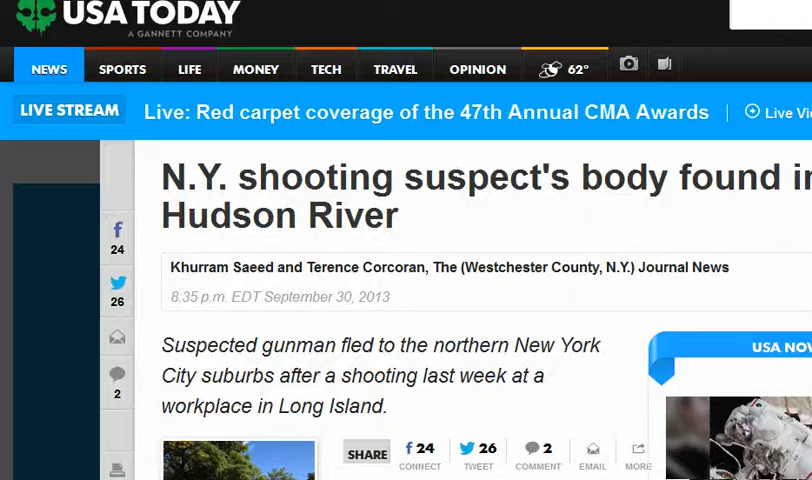 USA TODAY
A GANNETT COMPANY
NEWS SPORTS LIFE MONEY TECH TRAVEL OPINION 62°
LIVE STREAM Live: Red carpet coverage of the 47th Annual CMA Awards Live Vi
N.Y. shooting suspect's body found in
Hudson River
Khurram Saeed and Terence Corcoran, The (Westchester County, N.Y.) Journal News
8:35 p.m. EDT September 30, 2013
24
26
2
Suspected gunman fled to the northern New York
City suburbs after a shooting last week at a
workplace in Long Island.
USA NOW
SHARE 24 26 2
CONNECT TWEET COMMENT EMAIL MORE